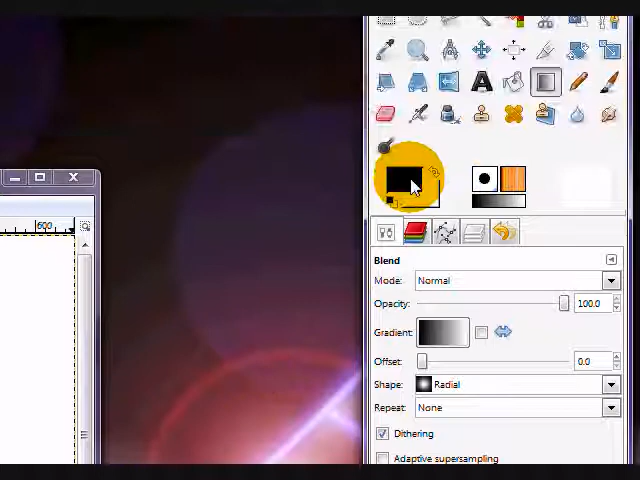 600
Blend
Mode: Normal
Opacity: 100.0
Gradient:
Offset: 0.0
Shape: Radial
Repeat: None
Dithering
Adaptive supersampling